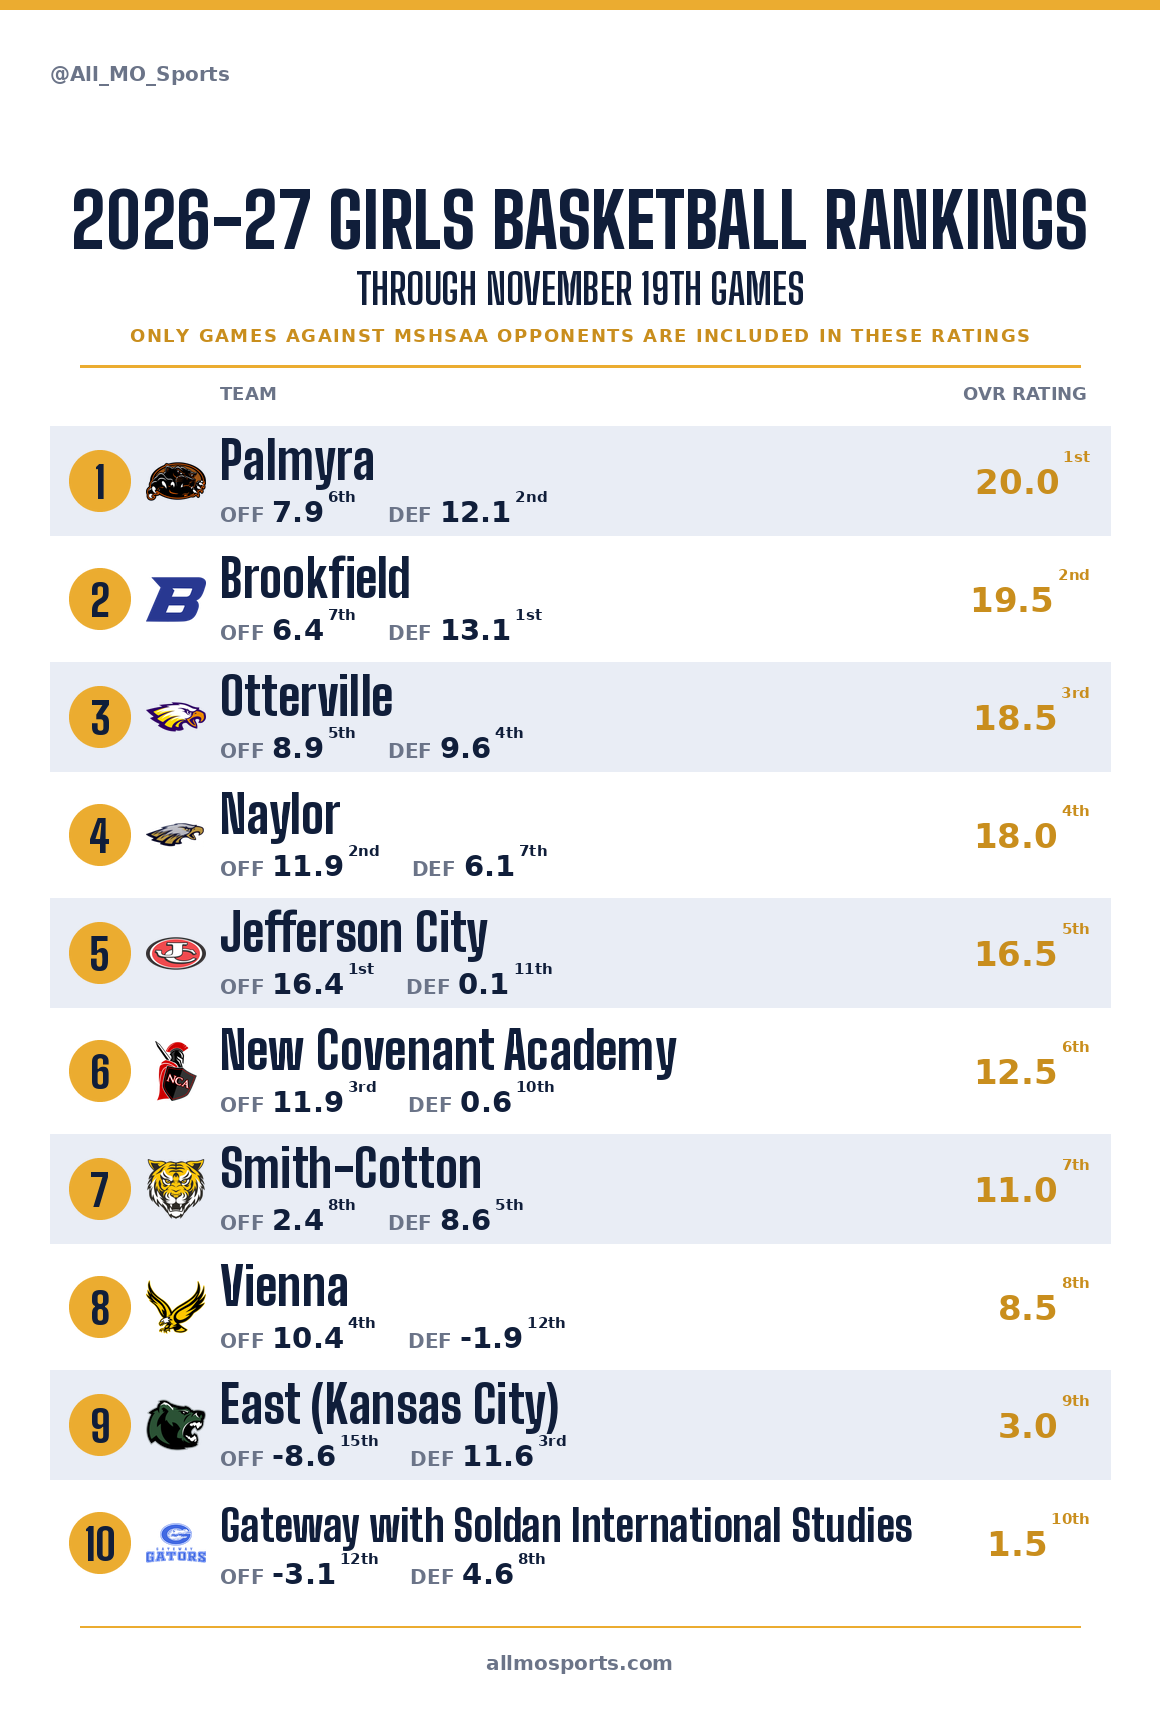 @All_MO_Sports
2026-27 GIRLS BASKETBALL RANKINGS
THROUGH NOVEMBER 19TH GAMES
ONLY GAMES AGAINST MSHSAA OPPONENTS ARE INCLUDED IN THESE RATINGS
TEAM OVR RATING
1 Palmyra 20.0 1st
OFF 7.9 6th DEF 12.1 2nd
2 B Brookfield 19.5 2nd
OFF 6.4 7th DEF 13.1 1st
3 Otterville 18.5 3rd
OFF 8.9 5th DEF 9.6 4th
4 Naylor 18.0 4th
OFF 11.9 2nd DEF 6.1 7th
5 JC Jefferson City 16.5 5th
OFF 16.4 1st DEF 0.1 11th
6 NCA New Covenant Academy 12.5 6th
OFF 11.9 3rd DEF 0.6 10th
7 Smith-Cotton 11.0 7th
OFF 2.4 8th DEF 8.6 5th
8 Vienna 8.5 8th
OFF 10.4 4th DEF -1.9 12th
9 East (Kansas City) 3.0 9th
OFF -8.6 15th DEF 11.6 3rd
10 G GATEWAY GATORS Gateway with Soldan International Studies 1.5 10th
OFF -3.1 12th DEF 4.6 8th
allmosports.com